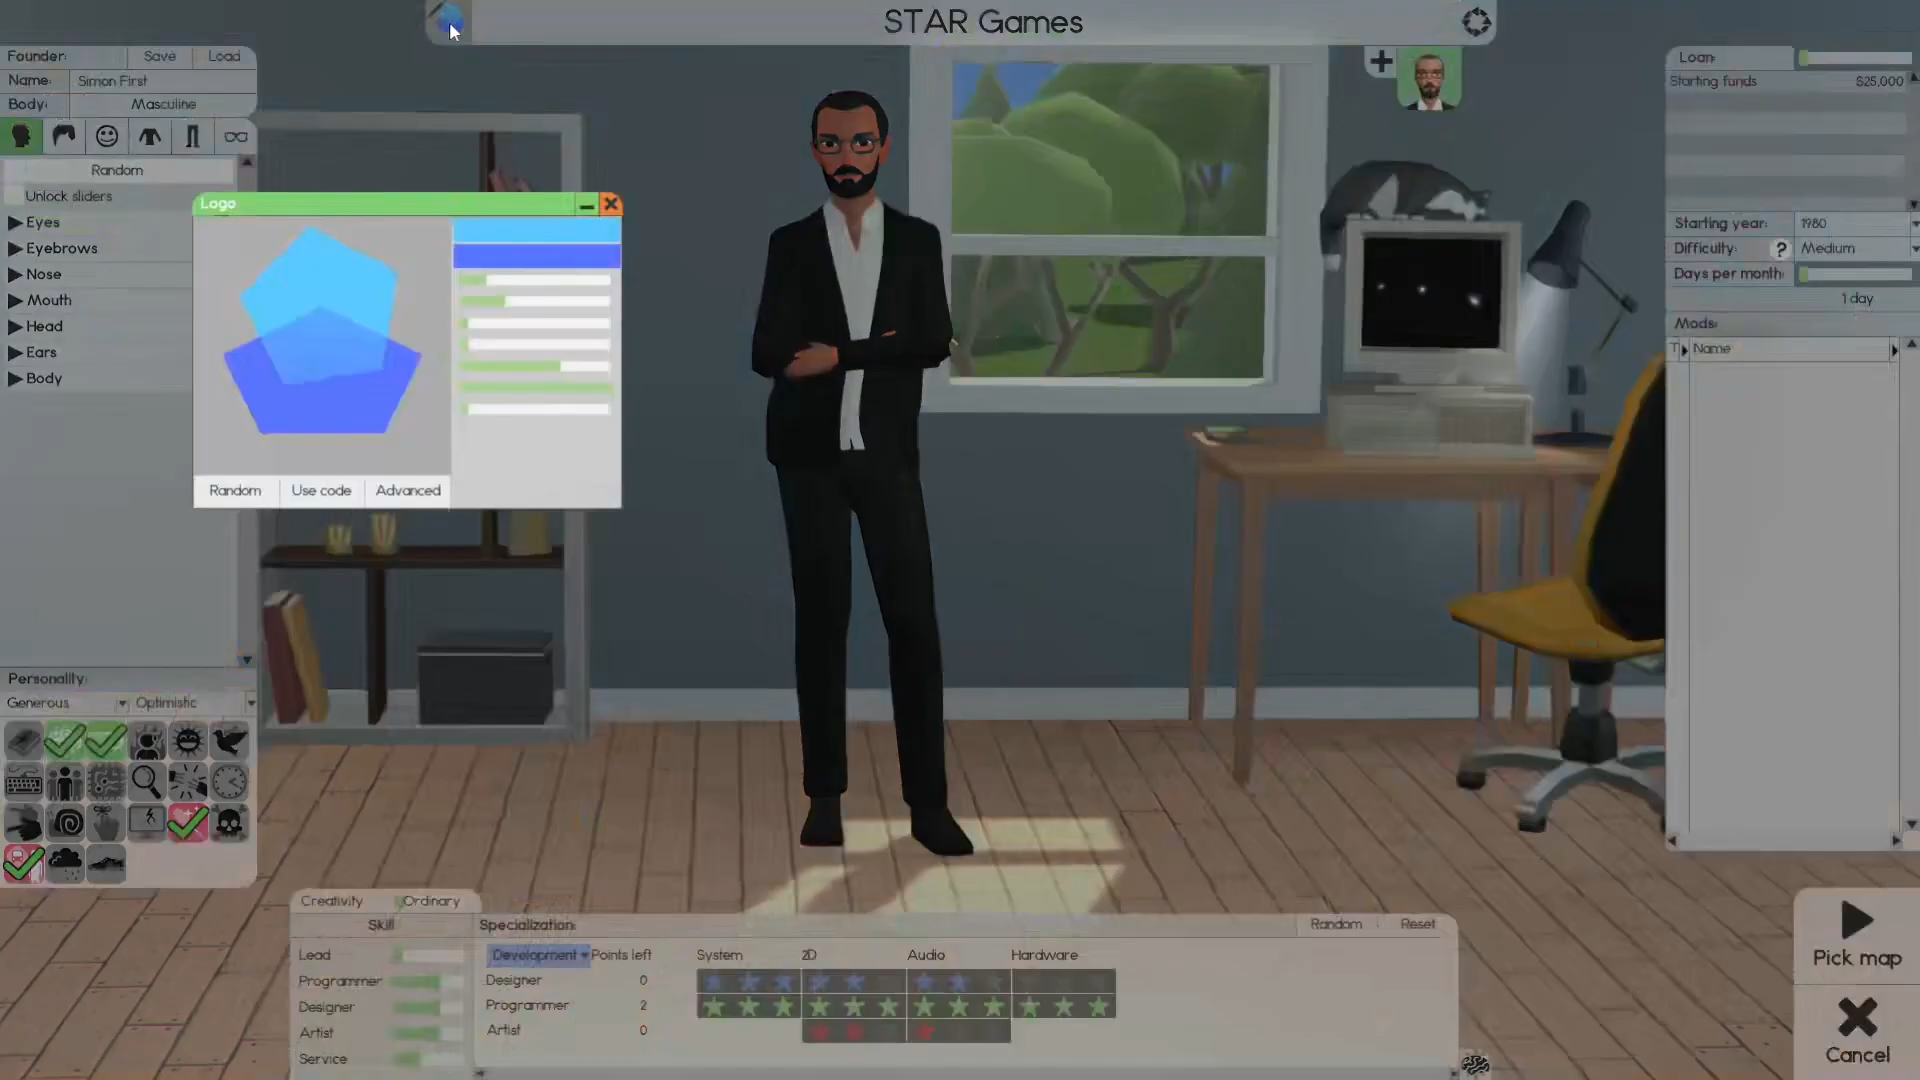 STAR Games
Founder: Save Load
Name: Simon First
Body: Masculine
Random
Unlock sliders
Eyes
Eyebrows
Nose
Mouth
Head
Ears
Body
Logo
Random Use code Advanced
Loan:
Starting funds $25,000
Starting year: 1980
Difficulty: ? Medium
Days per month:
1 day
Mods:
T Name
Personality:
Generous Optimistic
Creativity Ordinary
Skill Specialization: Random Reset
Lead Development Points left System 2D Audio Hardware
Programmer Designer 0
Designer Programmer 2
Artist Artist 0
Service
Pick map
Cancel